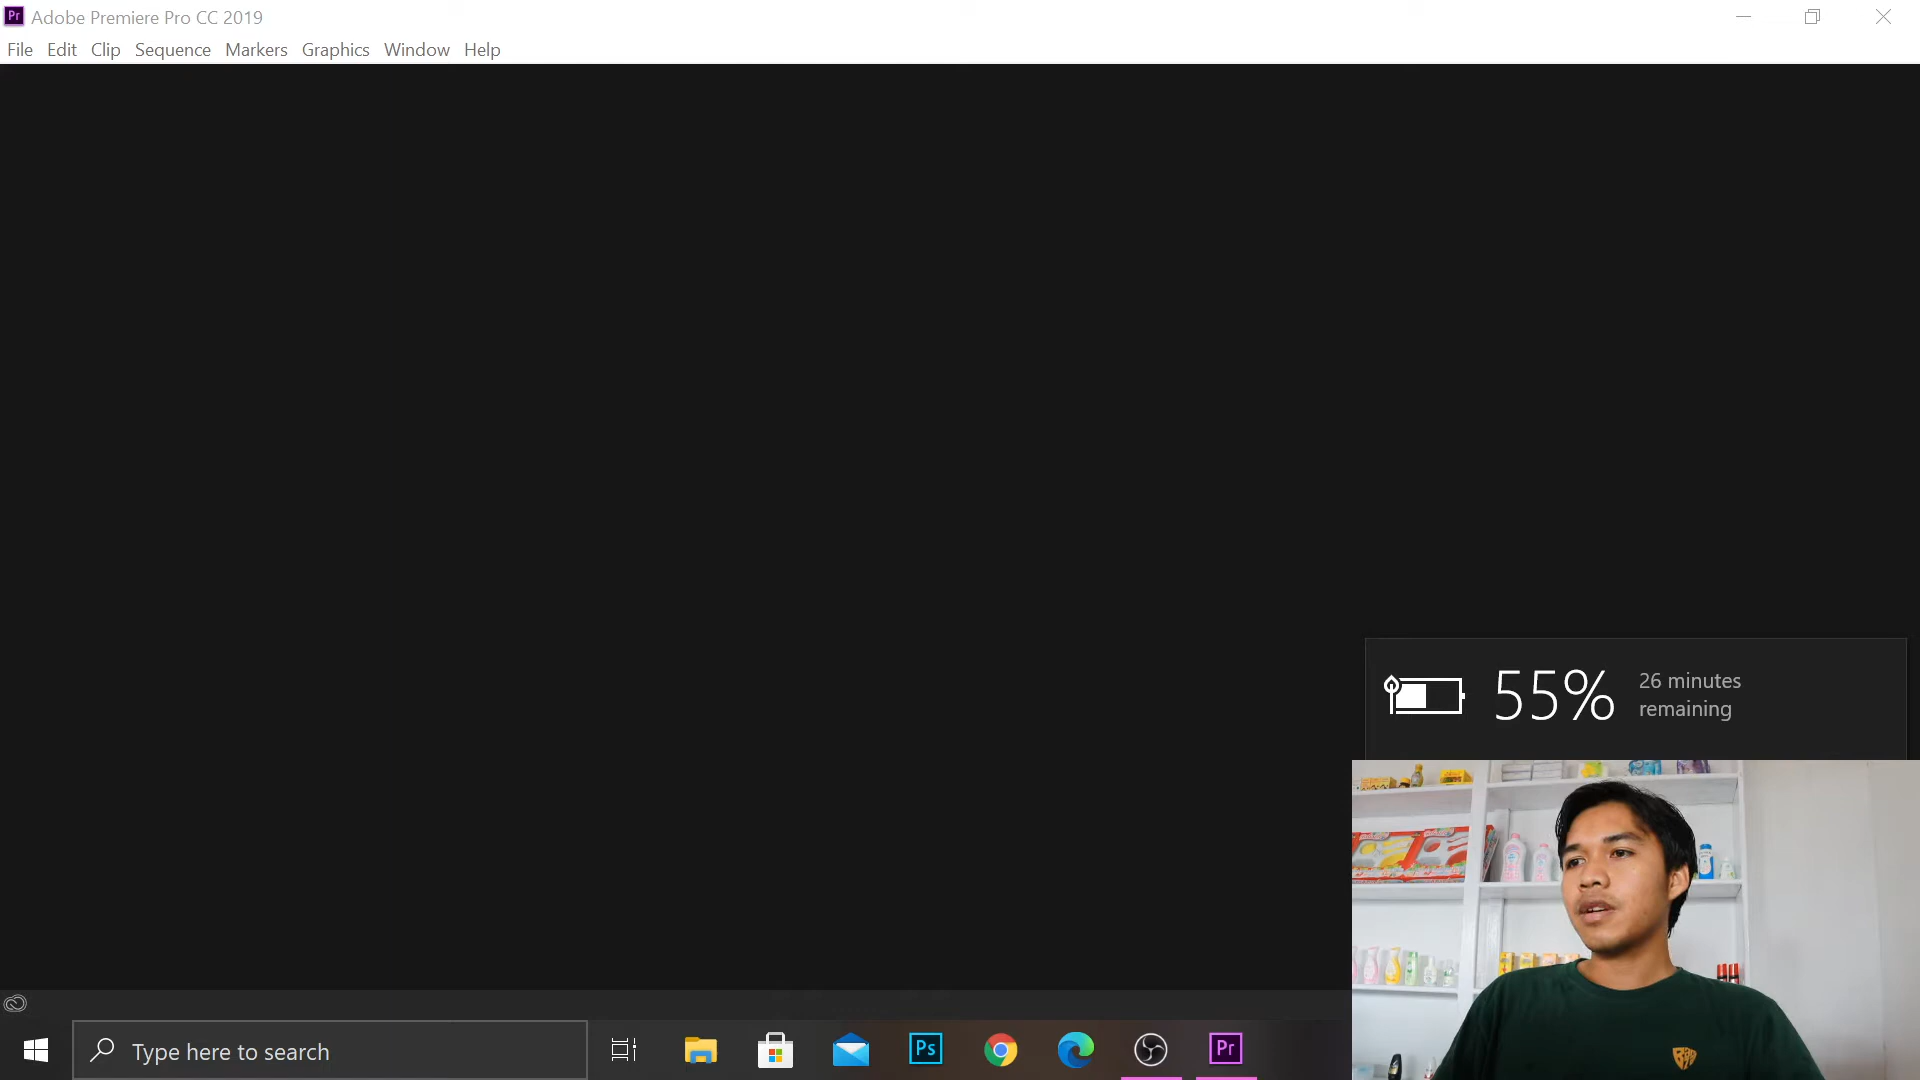 Pr Adobe Premiere Pro CC 2019
File Edit Clip Sequence Markers Graphics Window Help
55%
26 minutes
remaining
Type here to search
Ps
Pr